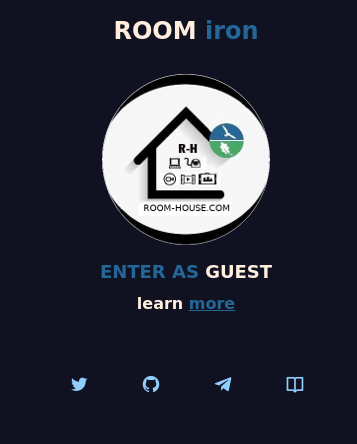 ROOM iron
R-H
ROOM-HOUSE.COM
ENTER AS GUEST
learn more